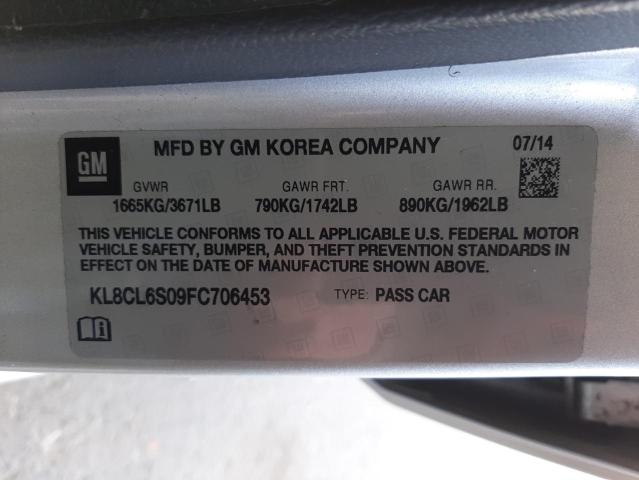 GM MFD BY GM KOREA COMPANY 07/14
GVWR GAWR FRT. GAWR RR.
1665KG/3671LB 790KG/1742LB 890KG/1962LB
THIS VEHICLE CONFORMS TO ALL APPLICABLE U.S. FEDERAL MOTOR
VEHICLE SAFETY, BUMPER, AND THEFT PREVENTION STANDARDS IN
EFFECT ON THE DATE OF MANUFACTURE SHOWN ABOVE.
KL8CL6S09FC706453 TYPE: PASS CAR